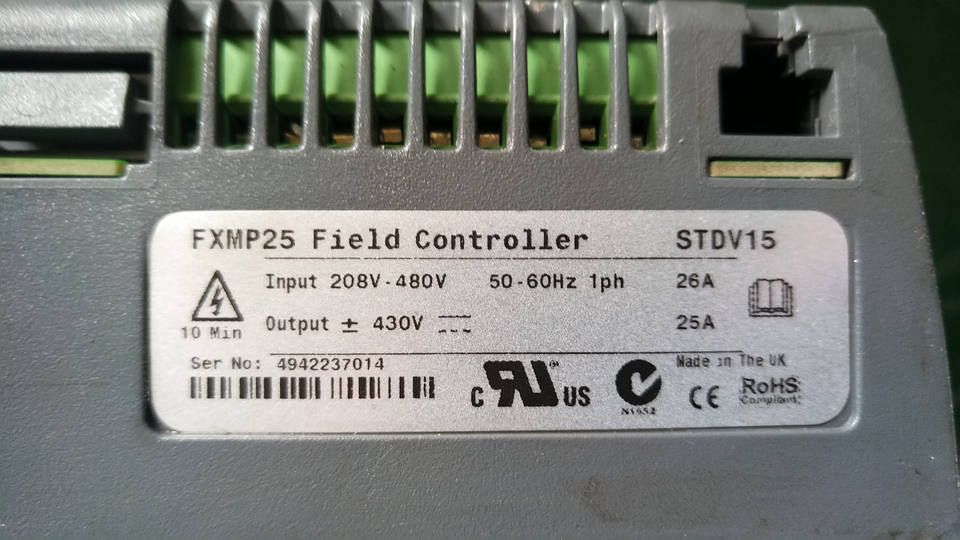 FXMP25 Field Controller STDV15
Input 208V-480V 50-60Hz 1ph 26A
10 Min
Output ± 430V 25A
Ser No: 4942237014
Made in The UK
C RU US
N1652
CE
RoHS
Compliant